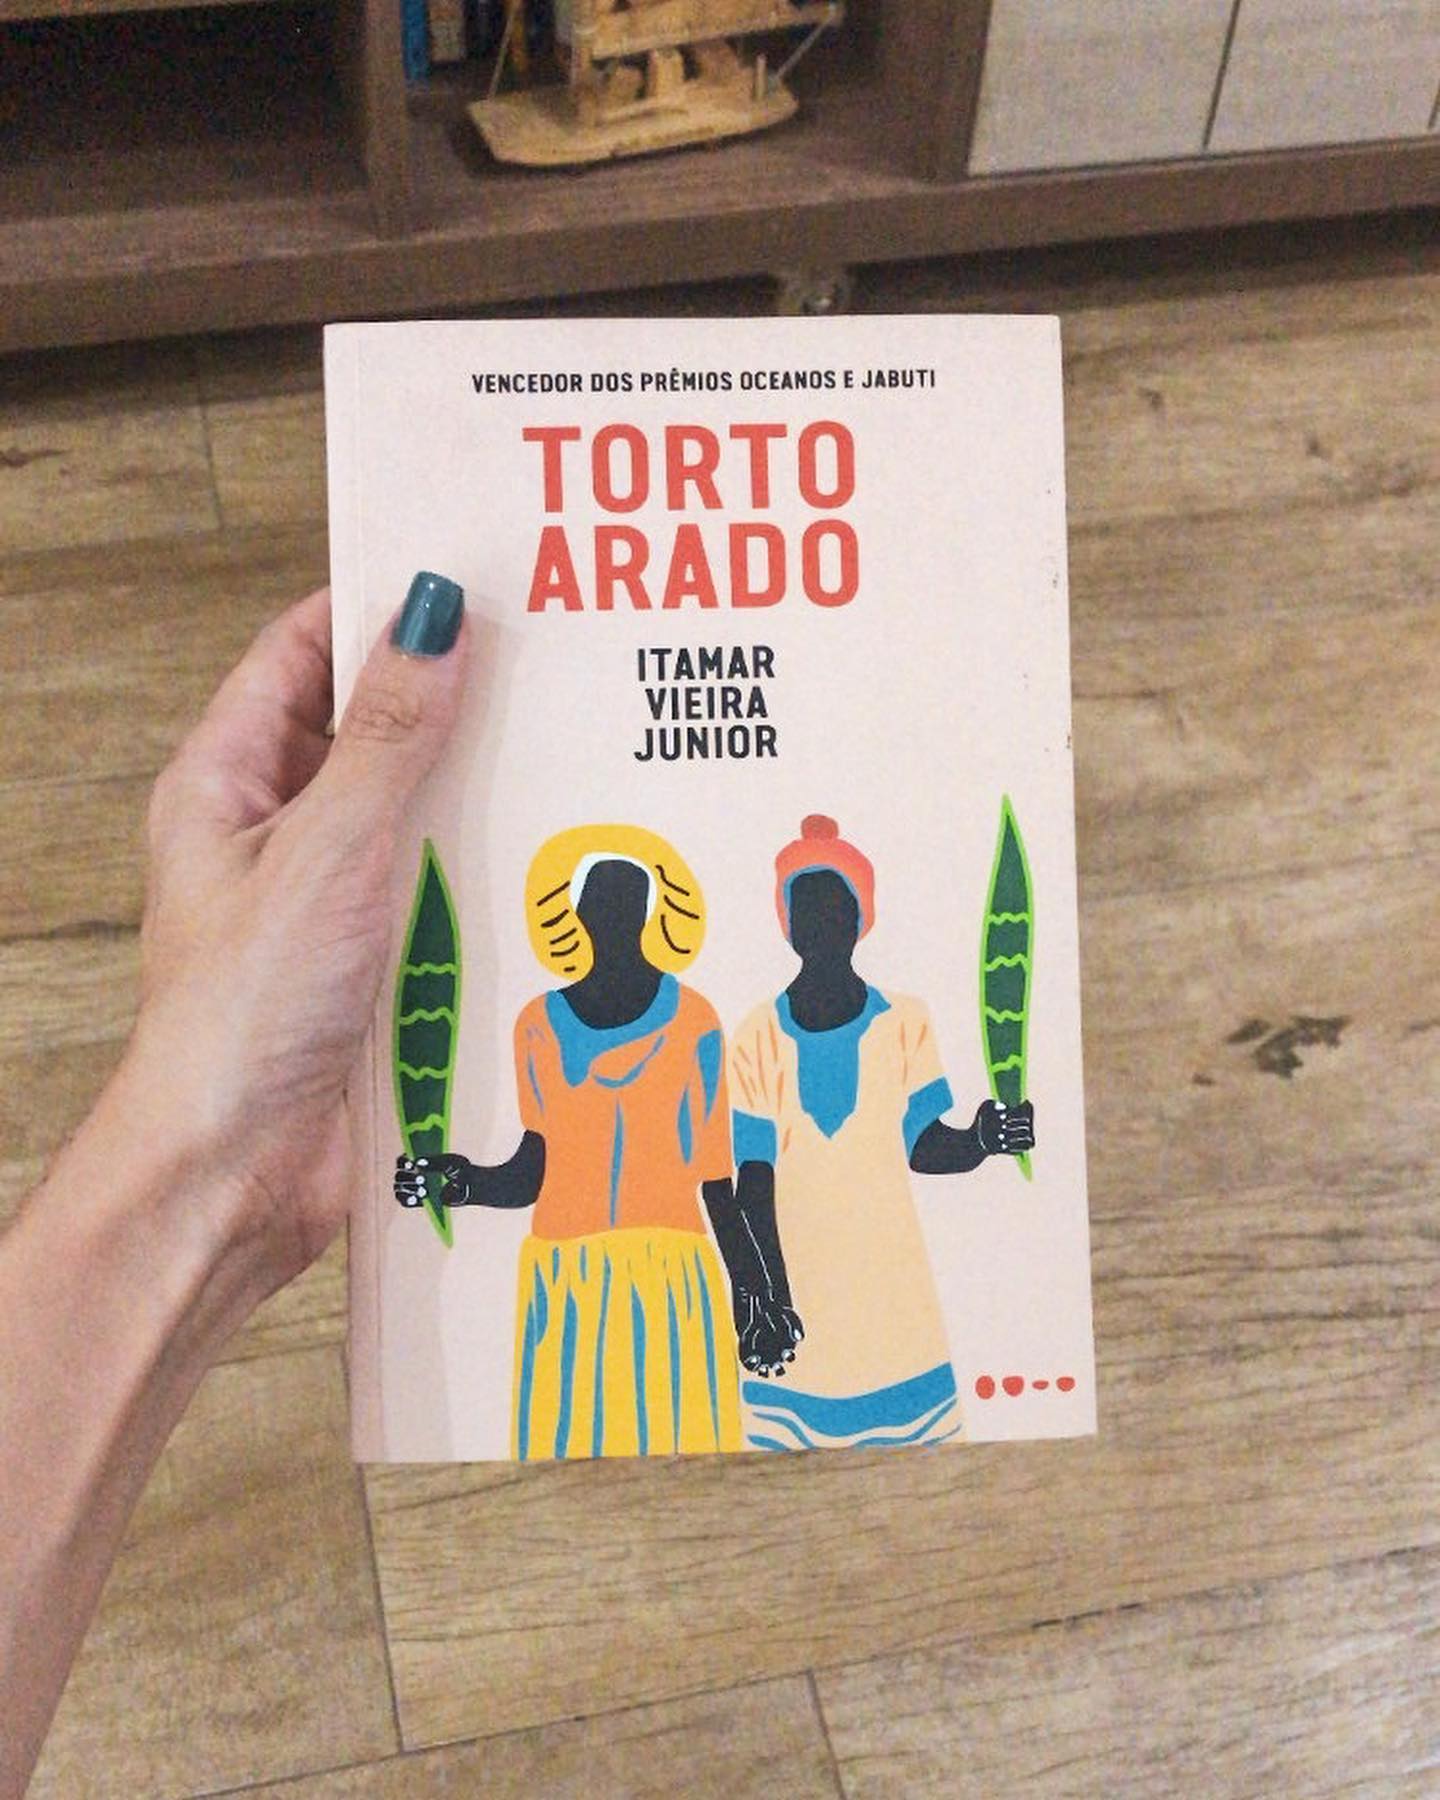 VENCEDOR DOS PRÊMIOS OCEANOS E JABUTI
TORTO
ARADO
ITAMAR
VIEIRA
JUNIOR